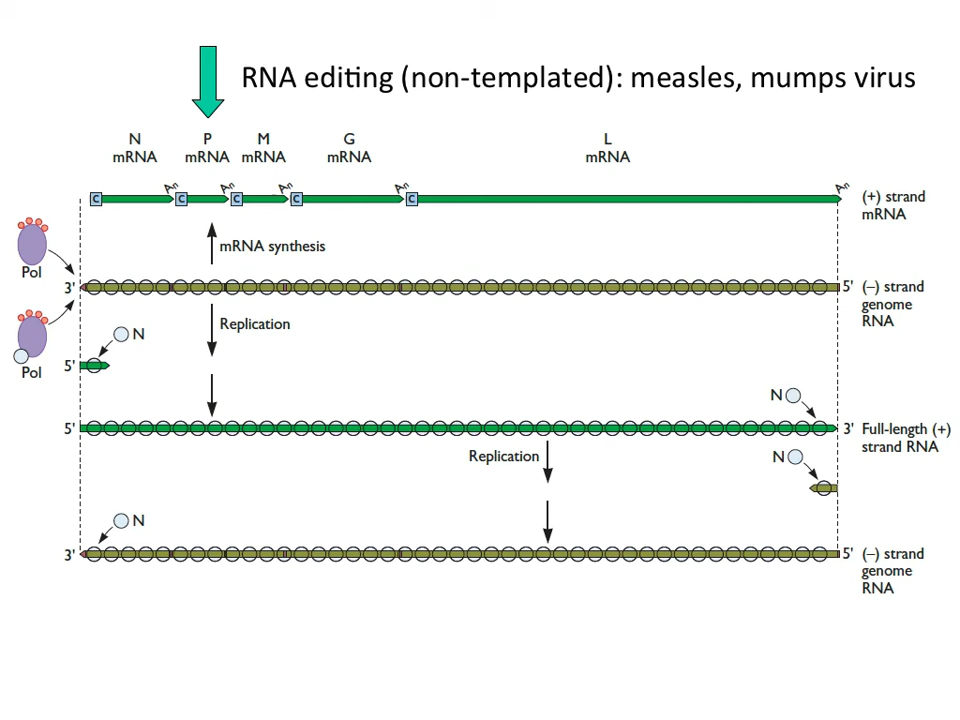 RNA editing (non-templated): measles, mumps virus
N mRNA
P mRNA
M mRNA
G mRNA
L mRNA
An
An
An
An
An
C
C
C
C
C
(+) strand
mRNA
Pol
mRNA synthesis
3'
5'
(–) strand
genome
RNA
Replication
N
Pol
5'
N
5'
3'
Full-length (+)
strand RNA
Replication
N
N
3'
5'
(–) strand
genome
RNA